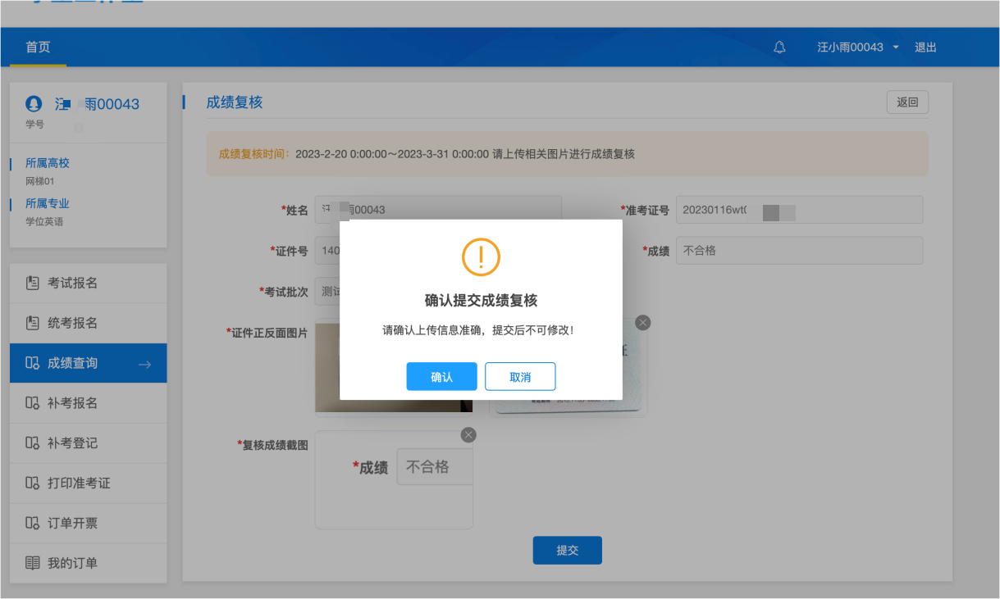 首页
汪小雨00043
退出
雨00043
学号
所属高校
网梯01
所属专业
学位英语
考试报名
统考报名
成绩查询
补考报名
补考登记
打印准考证
订单开票
我的订单
成绩复核
返回
成绩复核时间：2023-2-20 0:00:00～2023-3-31 0:00:00 请上传相关图片进行成绩复核
*姓名
雨00043
*准考证号
20230116wt0
*证件号
140
*成绩
不合格
*考试批次
测试
*证件正反面图片
确认提交成绩复核
请确认上传信息准确，提交后不可修改！
确认
取消
*复核成绩截图
*成绩
不合格
提交